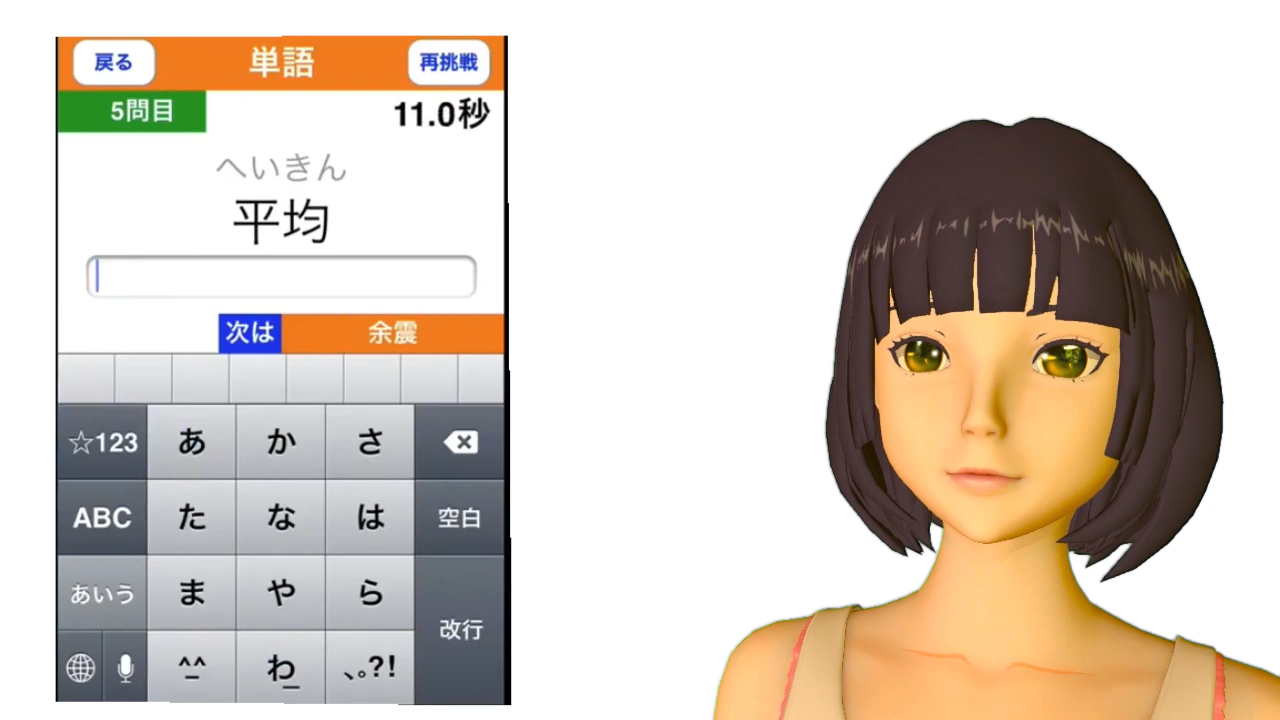 戻る 単語 再挑戦
5問目 11.0秒
へいきん
平均
次は 余震
☆123 あ か さ
ABC た な は 空白
あいう ま や ら 改行
^_^ わ_ 、。?!